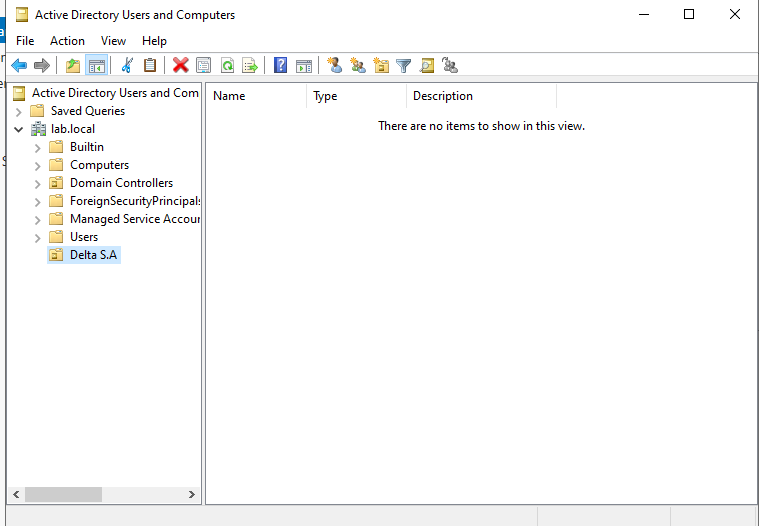 Active Directory Users and Computers
File Action View Help
Active Directory Users and Com
Saved Queries
lab.local
Builtin
Computers
Domain Controllers
ForeignSecurityPrincipals
Managed Service Accour
Users
Delta S.A
Name Type Description
There are no items to show in this view.